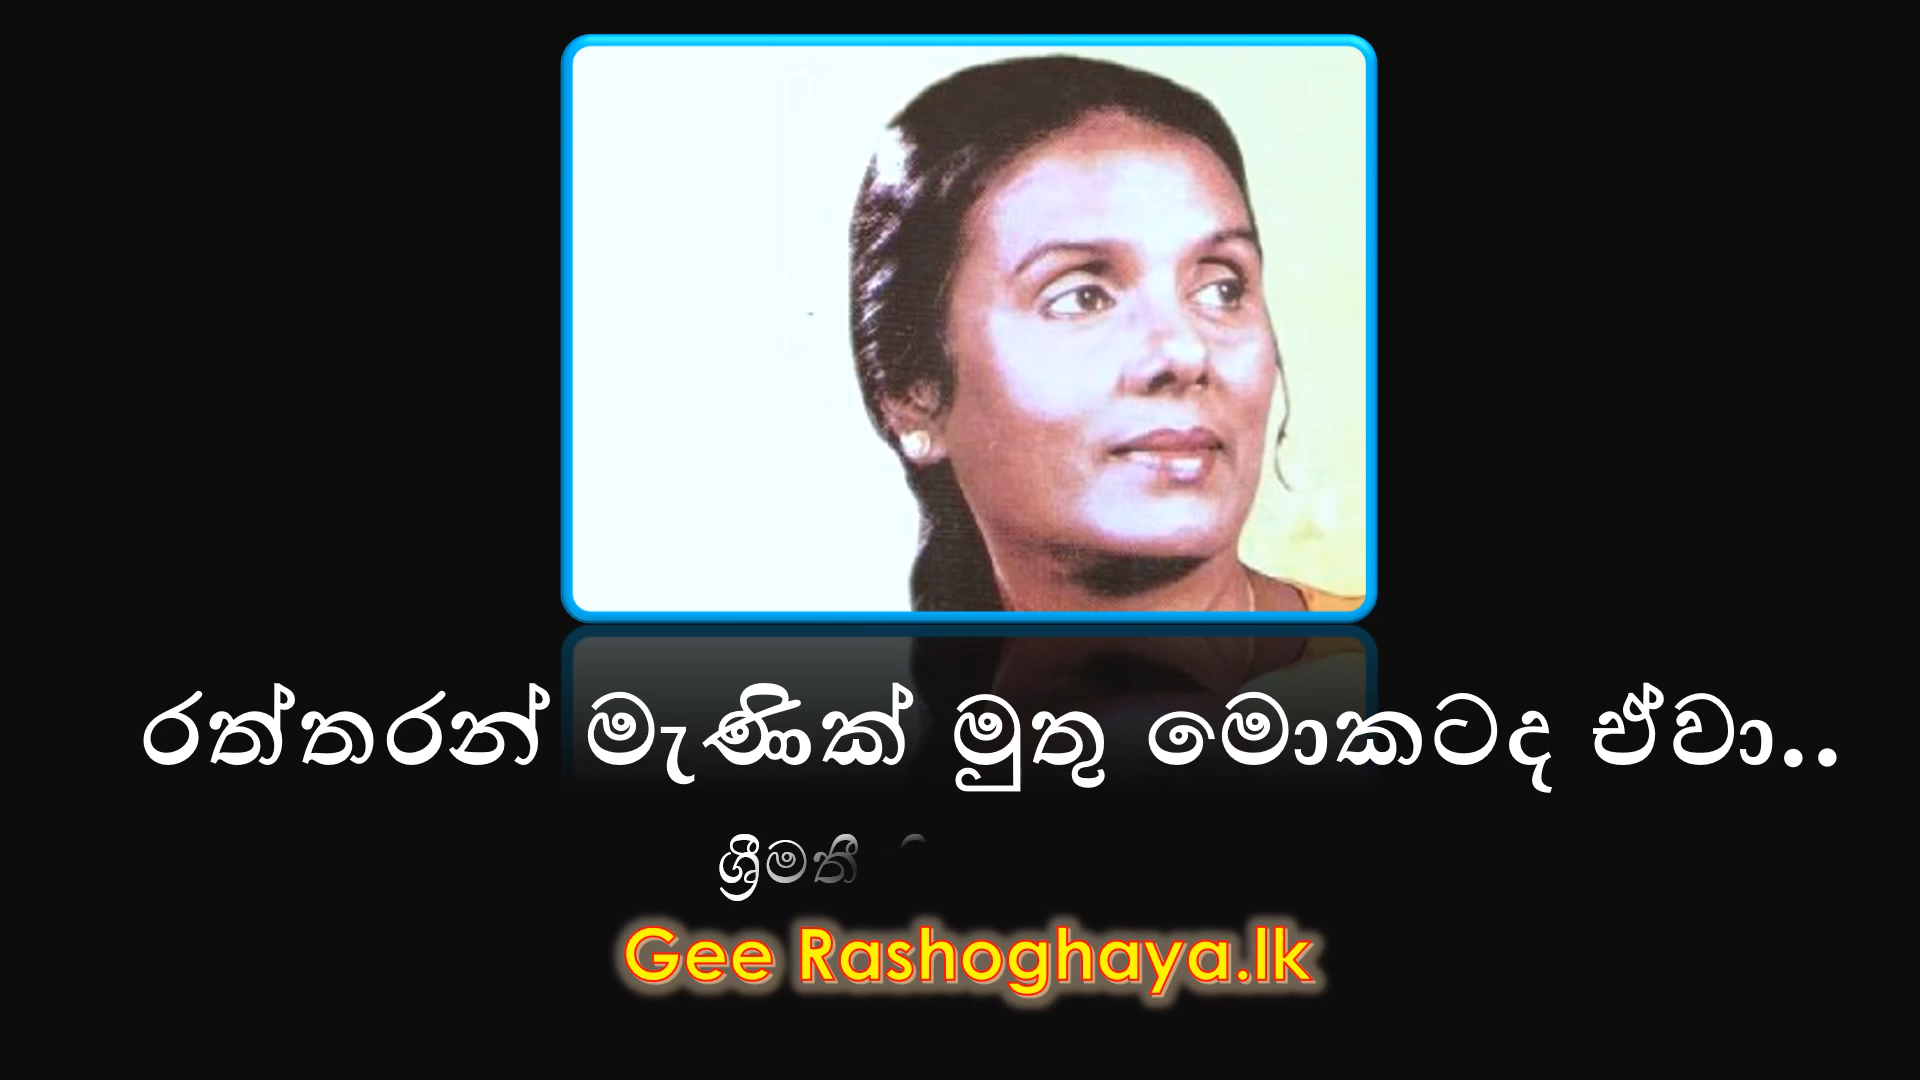 රත්තරන් මැණික් මුතු මොකටද ඒවා..
ශ්‍රීමතී
Gee Rashoghaya.lk